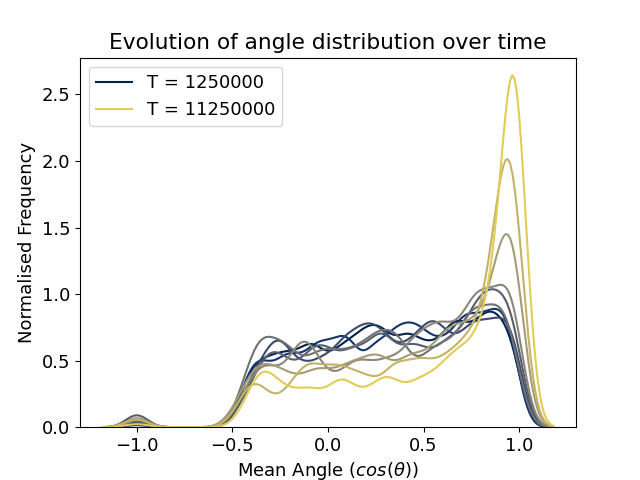 Evolution of angle distribution over time
T = 1250000
T = 11250000
Normalised Frequency
2.5
2.0
1.5
1.0
0.5
0.0
−1.0 −0.5 0.0 0.5 1.0
Mean Angle (cos(θ))